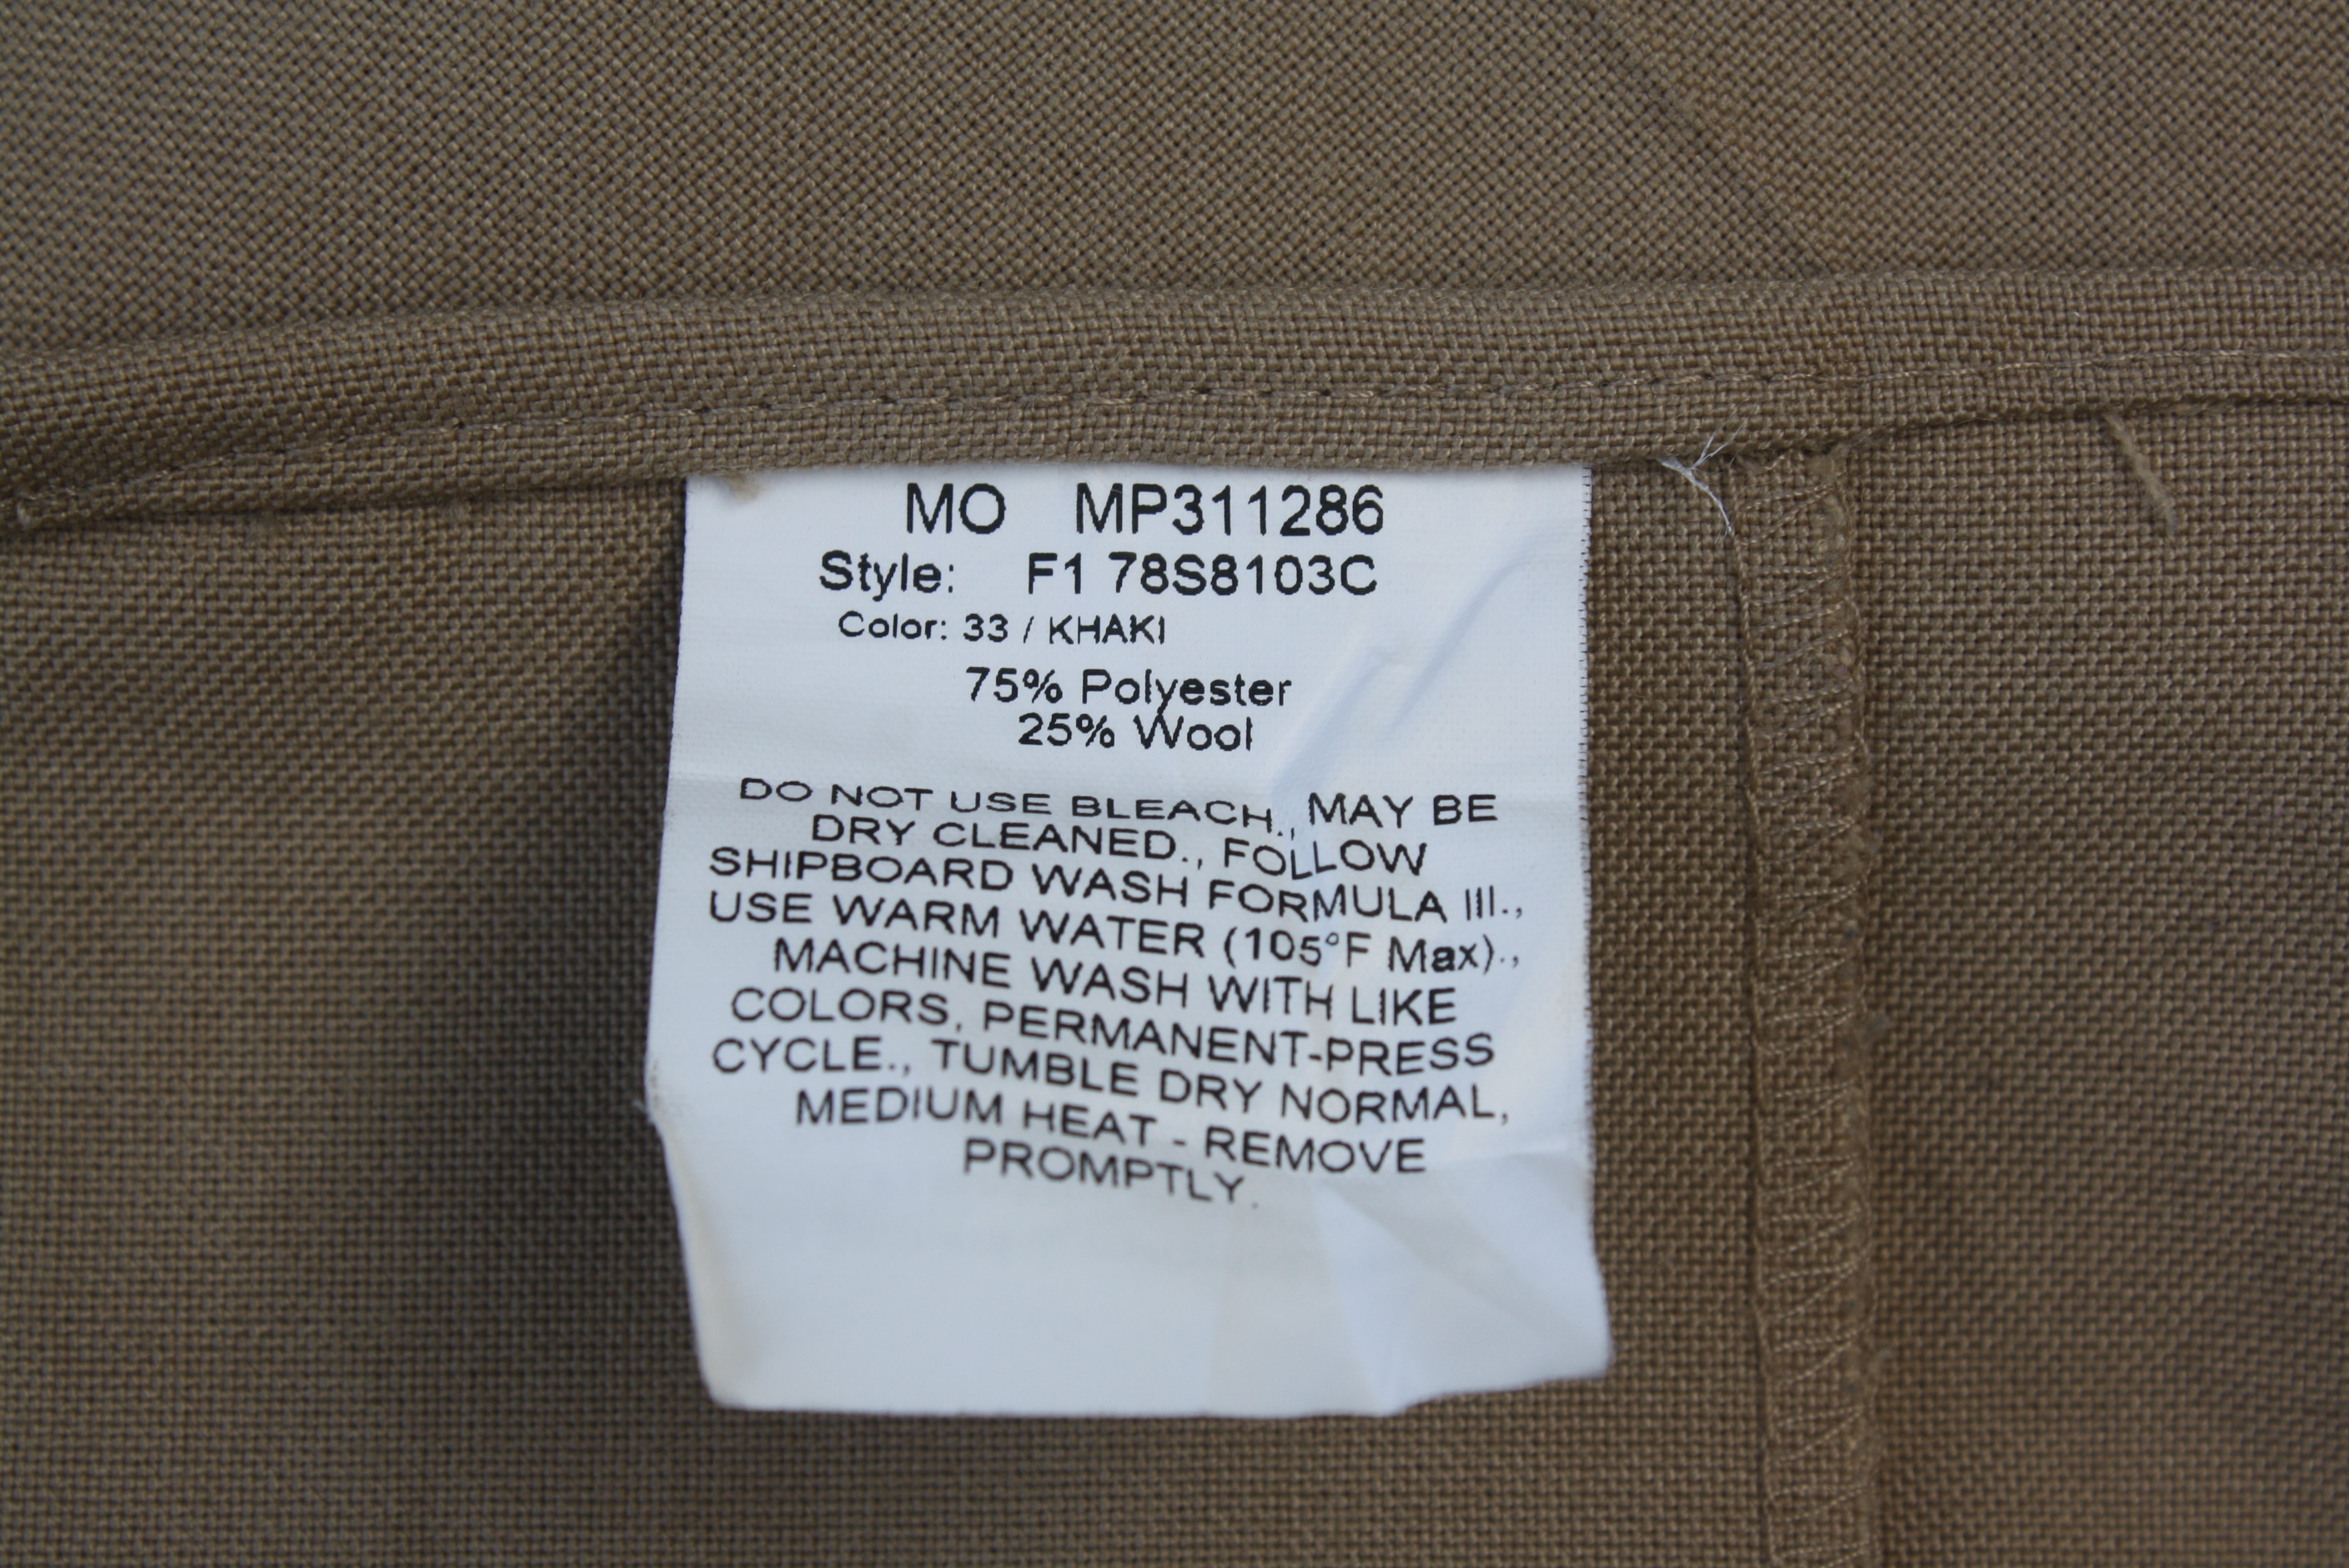 MO MP311286
Style: F1 78S8103C
Color: 33 / KHAKI
75% Polyester
25% Wool
DO NOT USE BLEACH., MAY BE
DRY CLEANED., FOLLOW
SHIPBOARD WASH FORMULA III.,
USE WARM WATER (105°F Max).,
MACHINE WASH WITH LIKE
COLORS, PERMANENT-PRESS
CYCLE., TUMBLE DRY NORMAL,
MEDIUM HEAT - REMOVE
PROMPTLY.